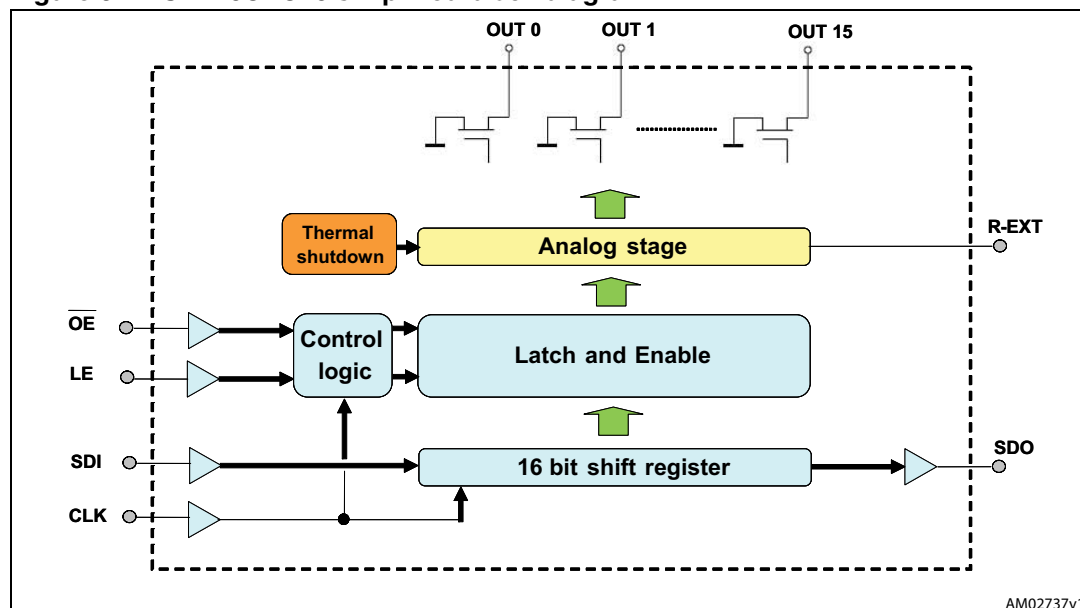 OUT 0 OUT 1 OUT 15
Thermal
shutdown
Analog stage
R-EXT
OE
Control
logic
Latch and Enable
LE
SDI
16 bit shift register
SDO
CLK